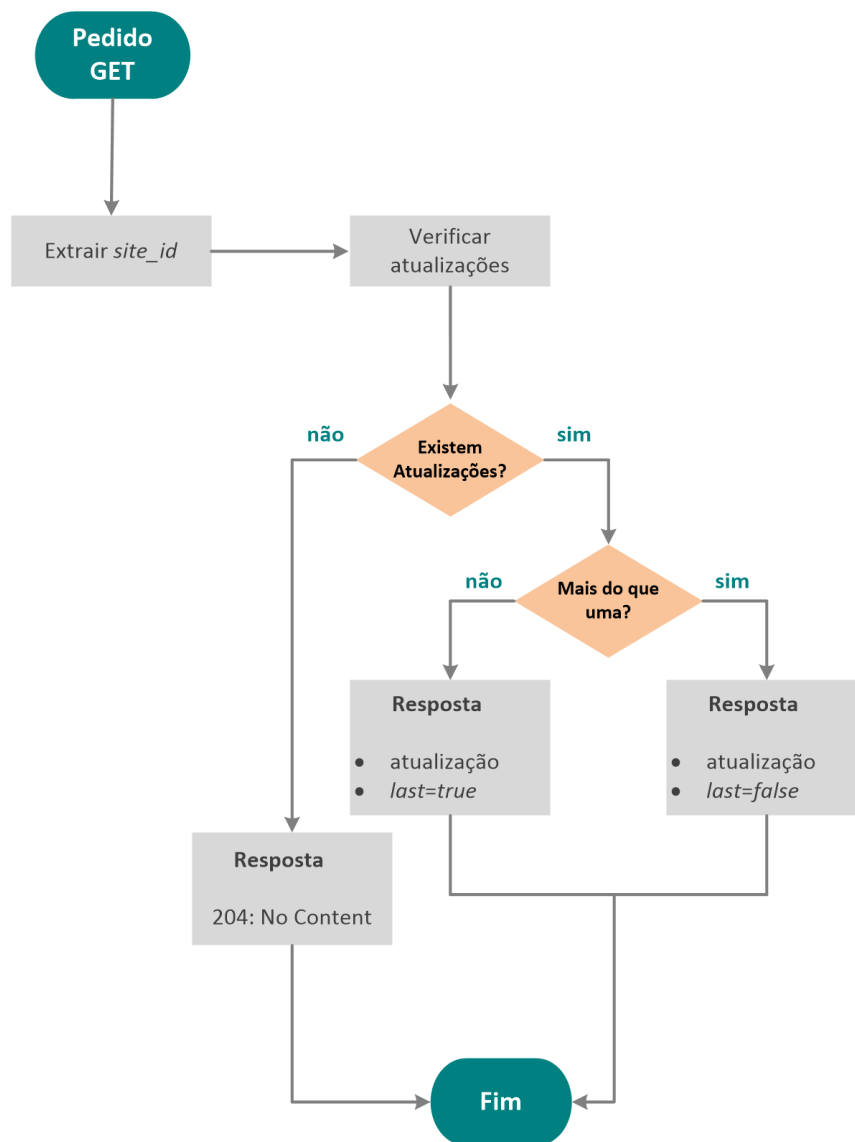 Pedido
GET
Extrair site_id
Verificar
atualizações
não
sim
Existem
Atualizações?
não
sim
Mais do que
uma?
Resposta
• atualização
• last=true
Resposta
• atualização
• last=false
Resposta
204: No Content
Fim